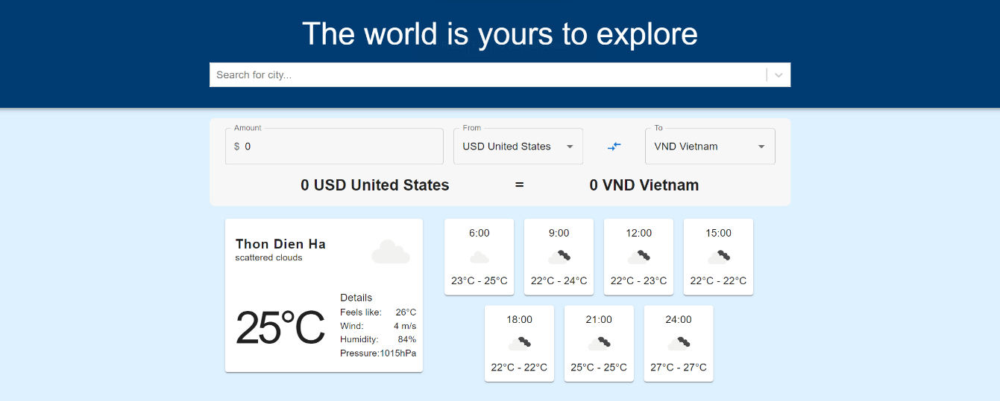 The world is yours to explore
Search for city...
Amount
$ 0
From
USD United States
To
VND Vietnam
0 USD United States = 0 VND Vietnam
Thon Dien Ha
scattered clouds
25°C
Details
Feels like: 26°C
Wind: 4 m/s
Humidity: 84%
Pressure:1015hPa
6:00
23°C - 25°C
9:00
22°C - 24°C
12:00
22°C - 23°C
15:00
22°C - 22°C
18:00
22°C - 22°C
21:00
25°C - 25°C
24:00
27°C - 27°C